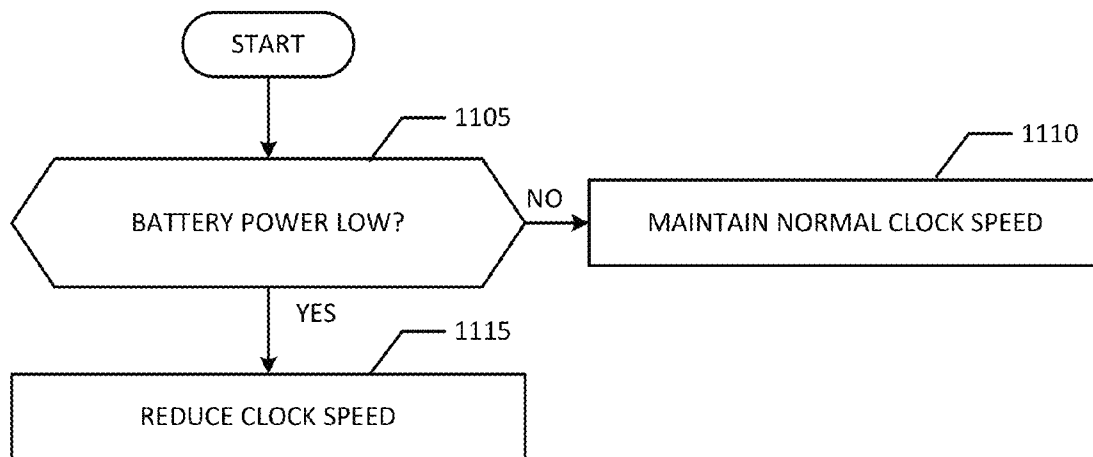 START
1105
1110
BATTERY POWER LOW?
NO
MAINTAIN NORMAL CLOCK SPEED
YES
1115
REDUCE CLOCK SPEED